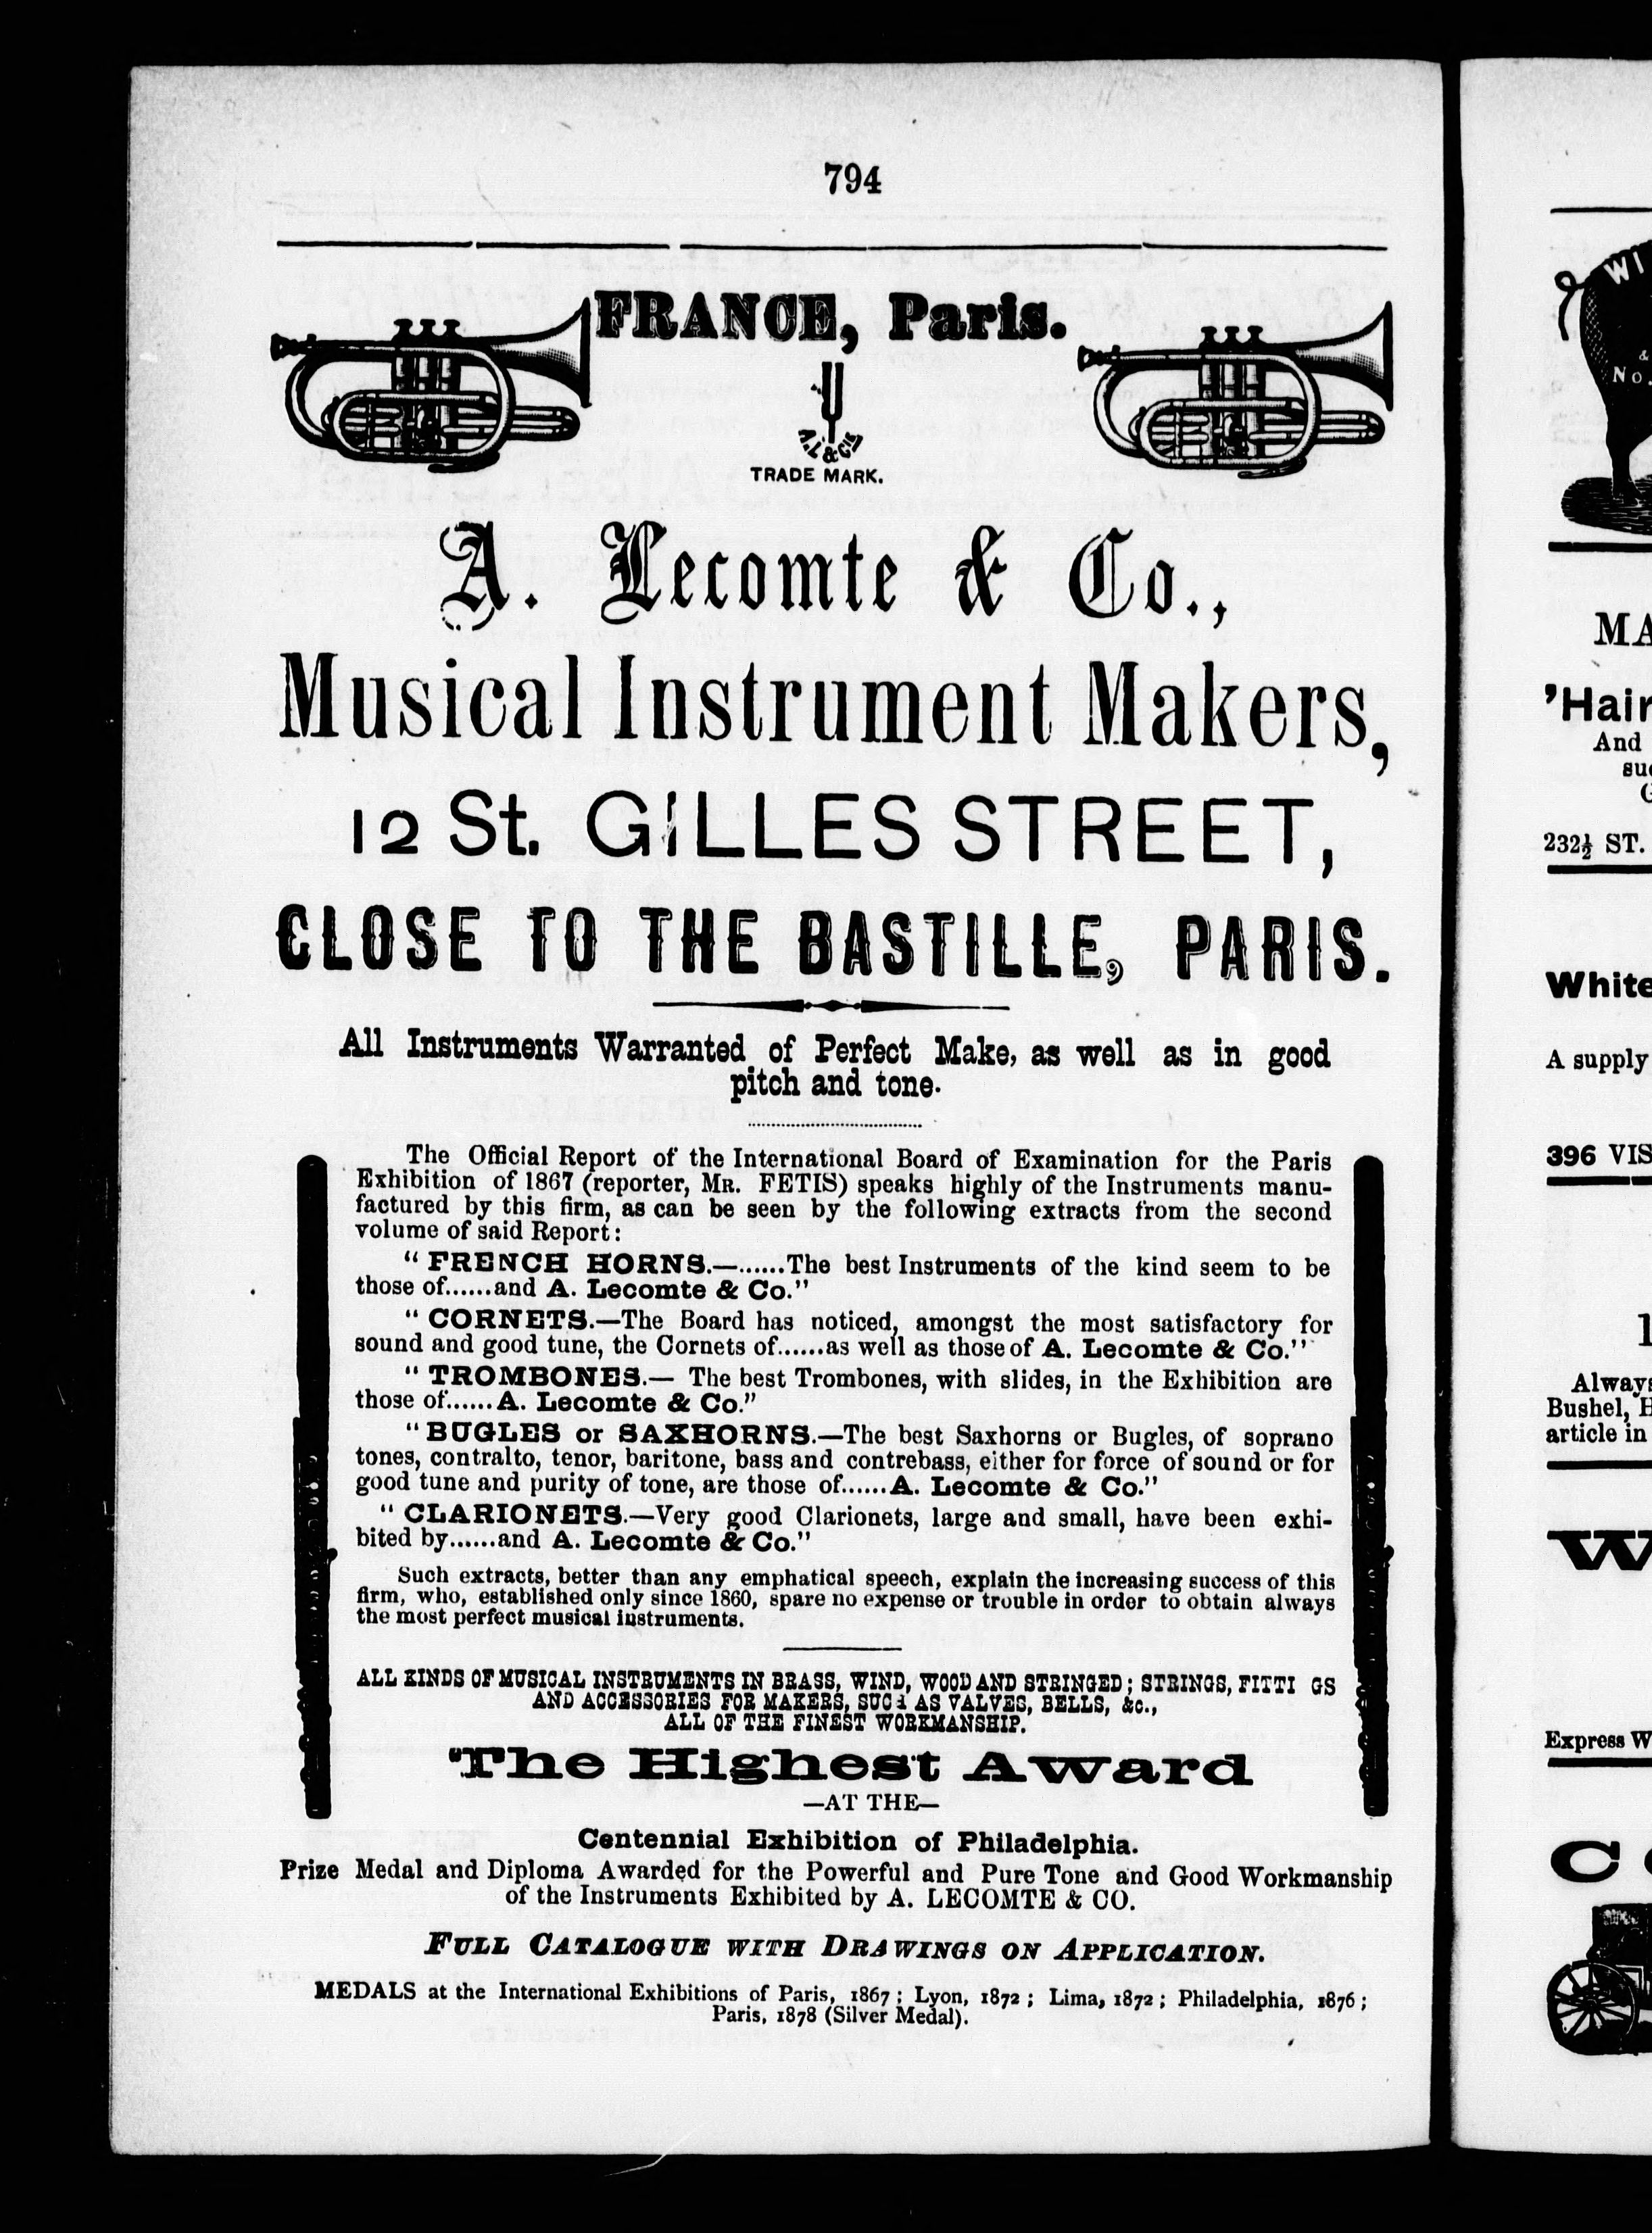 794
FRANCE, Paris.
A. L. & Cie
TRADE MARK.
A. Lecomte & Co.,
Musical Instrument Makers,
12 St. GILLES STREET,
CLOSE TO THE BASTILLE, PARIS.
All Instruments Warranted of Perfect Make, as well as in good
pitch and tone.
The Official Report of the International Board of Examination for the Paris
Exhibition of 1867 (reporter, MR. FETIS) speaks highly of the Instruments manu-
factured by this firm, as can be seen by the following extracts from the second
volume of said Report:
" FRENCH HORNS.—......The best Instruments of the kind seem to be
those of......and A. Lecomte & Co."
" CORNETS.—The Board has noticed, amongst the most satisfactory for
sound and good tune, the Cornets of......as well as those of A. Lecomte & Co."
" TROMBONES.— The best Trombones, with slides, in the Exhibition are
those of......A. Lecomte & Co."
" BUGLES or SAXHORNS.—The best Saxhorns or Bugles, of soprano
tones, contralto, tenor, baritone, bass and contrebass, either for force of sound or for
good tune and purity of tone, are those of......A. Lecomte & Co."
" CLARIONETS.—Very good Clarionets, large and small, have been exhi-
bited by......and A. Lecomte & Co."
Such extracts, better than any emphatical speech, explain the increasing success of this
firm, who, established only since 1860, spare no expense or trouble in order to obtain always
the most perfect musical instruments.
ALL KINDS OF MUSICAL INSTRUMENTS IN BRASS, WIND, WOOD AND STRINGED; STRINGS, FITTI GS
AND ACCESSORIES FOR MAKERS, SUCH AS VALVES, BELLS, &c.,
ALL OF THE FINEST WORKMANSHIP.
The Highest Award
—AT THE—
Centennial Exhibition of Philadelphia.
Prize Medal and Diploma Awarded for the Powerful and Pure Tone and Good Workmanship
of the Instruments Exhibited by A. LECOMTE & CO.
FULL CATALOGUE WITH DRAWINGS ON APPLICATION.
MEDALS at the International Exhibitions of Paris, 1867; Lyon, 1872; Lima, 1872; Philadelphia, 1876;
Paris, 1878 (Silver Medal).
WI
&
No.
MA
'Hair
And
232½ ST.
White
A supply
396 VIS
Always
Bushel, H
article in
W
Express W
CO